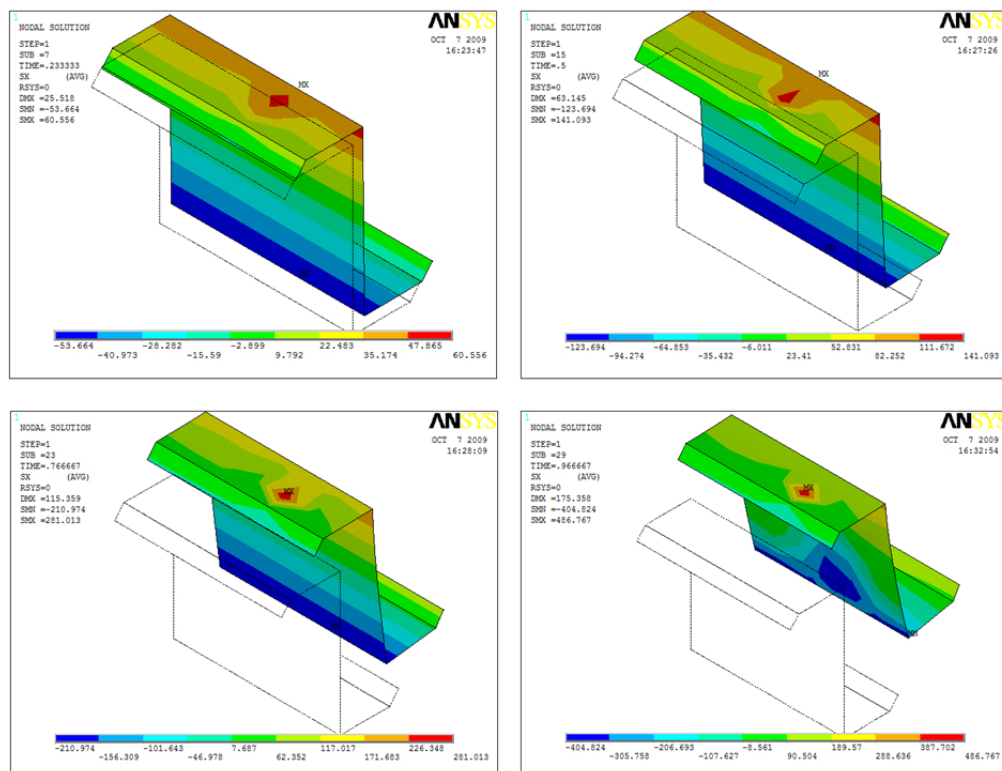 1
ANSYS
NODAL SOLUTION
OCT 7 2009
16:23:47
STEP=1
SUB =7
TIME=.233333
SX (AVG)
RSYS=0
DMX=25.518
SMN=-53.664
SMX=60.556
MX
-53.664 -28.282 -2.899 22.483 47.865
-40.973 -15.59 9.792 35.174 60.556
1
ANSYS
NODAL SOLUTION
OCT 7 2009
16:27:26
STEP=1
SUB =15
TIME=.5
SX (AVG)
RSYS=0
DMX=63.145
SMN=-123.694
SMX=141.093
MX
-123.694 -64.853 -6.011 52.831 111.672
-94.274 -35.432 23.41 82.252 141.093
1
ANSYS
NODAL SOLUTION
OCT 7 2009
16:28:09
STEP=1
SUB =23
TIME=.766667
SX (AVG)
RSYS=0
DMX=115.359
SMN=-210.974
SMX=281.013
MX
-210.974 -101.643 7.687 117.017 226.348
-156.309 -46.978 62.352 171.683 281.013
1
ANSYS
NODAL SOLUTION
OCT 7 2009
16:32:54
STEP=1
SUB =29
TIME=.966667
SX (AVG)
RSYS=0
DMX=175.358
SMN=-404.824
SMX=486.767
MX
-404.824 -206.693 -8.561 189.57 387.702
-305.758 -107.627 90.504 288.636 486.767